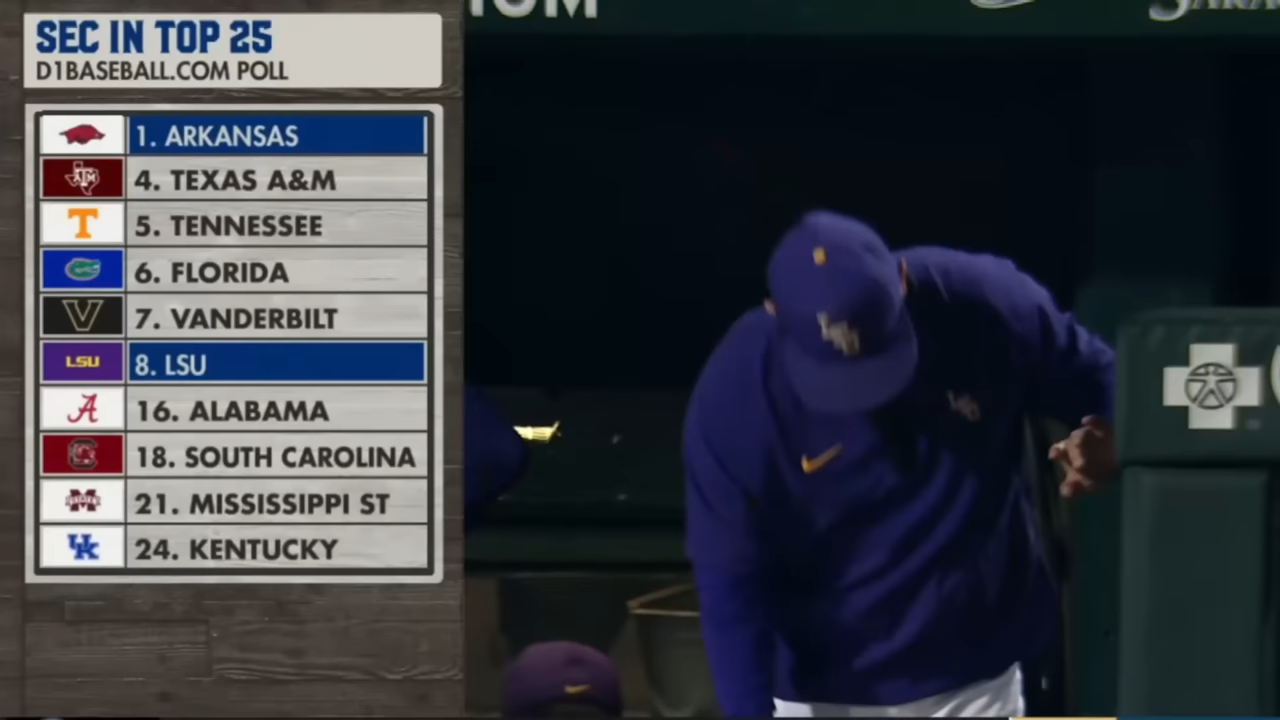 SEC IN TOP 25
D1BASEBALL.COM POLL
1. ARKANSAS
4. TEXAS A&M
5. TENNESSEE
6. FLORIDA
7. VANDERBILT
LSU 8. LSU
16. ALABAMA
18. SOUTH CAROLINA
21. MISSISSIPPI ST
24. KENTUCKY